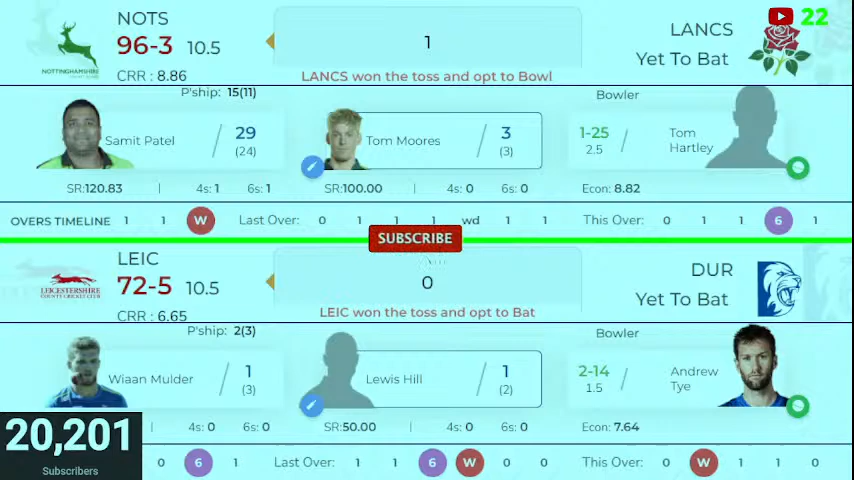 NOTS
96-3 10.5
CRR : 8.86
1
LANCS won the toss and opt to Bowl
LANCS
Yet To Bat
22
NOTTINGHAMSHIRE
P'ship: 15(11)
Bowler
Samit Patel / 29 (24)
Tom Moores / 3 (3)
1-25 / 2.5
Tom Hartley
SR:120.83 | 4s: 1 6s: 1
SR:100.00 | 4s: 0 6s: 0
Econ: 8.82
OVERS TIMELINE 1 1 W Last Over: 0 1 1 1 wd 1 1 This Over: 0 1 1 6 1
SUBSCRIBE
LEIC
72-5 10.5
CRR : 6.65
LEICESTERSHIRE
COUNTY CRICKET CLUB
0
LEIC won the toss and opt to Bat
DUR
Yet To Bat
P'ship: 2(3)
Bowler
Wiaan Mulder / 1 (3)
Lewis Hill / 1 (2)
2-14 / 1.5
Andrew Tye
| 4s: 0 6s: 0
SR:50.00 | 4s: 0 6s: 0
Econ: 7.64
20,201
Subscribers
0 6 1 Last Over: 1 1 6 W 0 0 This Over: 0 W 1 1 0